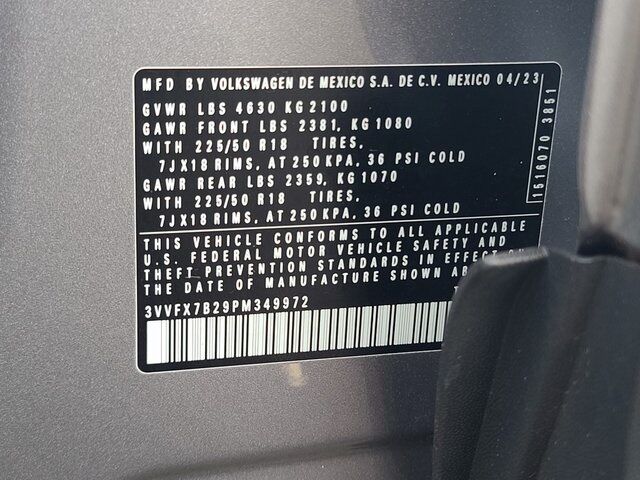 MFD BY VOLKSWAGEN DE MEXICO S.A. DE C.V. MEXICO 04/23
GVWR LBS 4630 KG 2100
GAWR FRONT LBS 2381, KG 1080
WITH 225/50 R18 TIRES,
7JX18 RIMS, AT 250 KPA, 36 PSI COLD
GAWR REAR LBS 2359, KG 1070
WITH 225/50 R18 TIRES,
7JX18 RIMS, AT 250 KPA, 36 PSI COLD
THIS VEHICLE CONFORMS TO ALL APPLICABLE
U.S. FEDERAL MOTOR VEHICLE SAFETY AND
THEFT PREVENTION STANDARDS IN EFFECT
THE DATE OF MANUFACTURE SHOWN
3VVFX7B29PM349972
1516070 3851